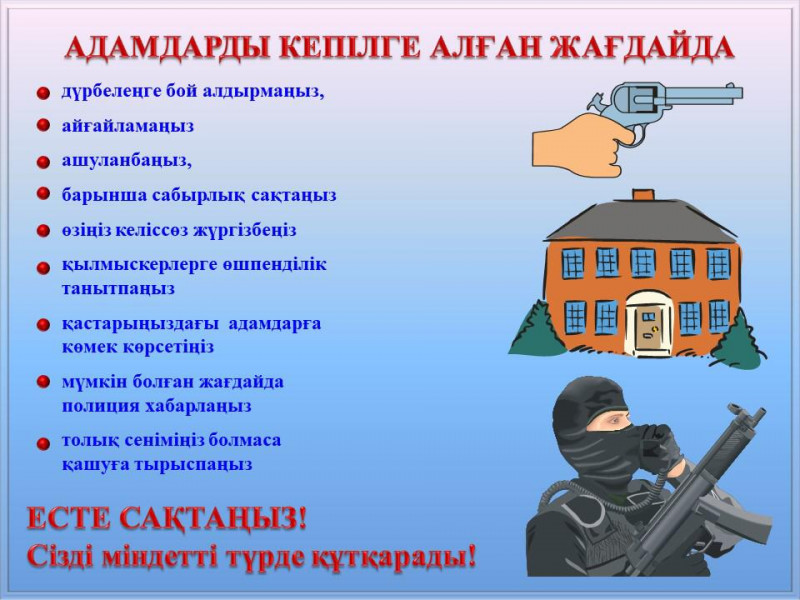 АДАМДАРДЫ КЕПІЛГЕ АЛҒАН ЖАҒДАЙДА
дүрбелеңге бой алдырмаңыз,
айғайламаңыз
ашуланбаңыз,
барынша сабырлық сақтаңыз
өзіңіз келіссөз жүргізбеңіз
қылмыскерлерге өшпенділік
танытпаңыз
қастарыңыздағы адамдарға
көмек көрсетіңіз
мүмкін болған жағдайда
полиция хабарлаңыз
толық сеніміңіз болмаса
қашуға тырыспаңыз
ЕСТЕ САҚТАҢЫЗ!
Сізді міндетті түрде құтқарады!